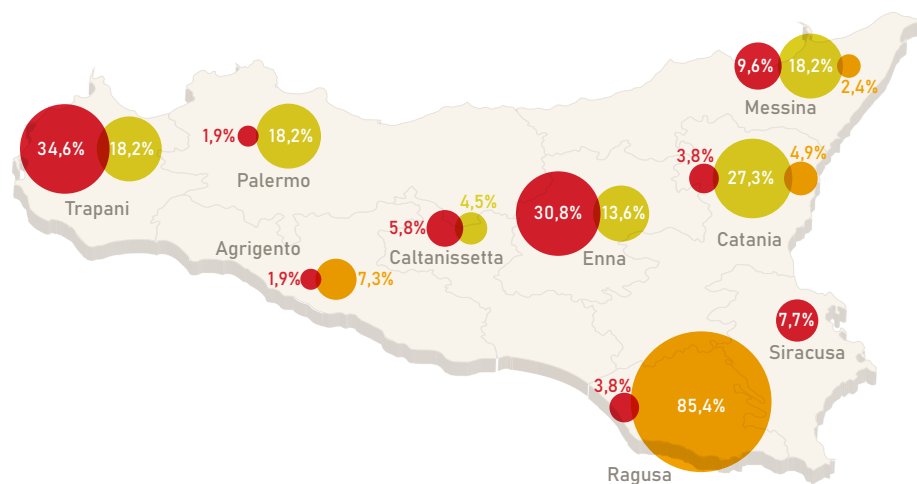 9,6%
18,2%
2,4%
Messina
34,6%
18,2%
Trapani
1,9%
18,2%
Palermo
3,8%
27,3%
4,9%
Catania
5,8%
4,5%
Caltanissetta
30,8%
13,6%
Enna
Agrigento
1,9%
7,3%
7,7%
Siracusa
3,8%
85,4%
Ragusa